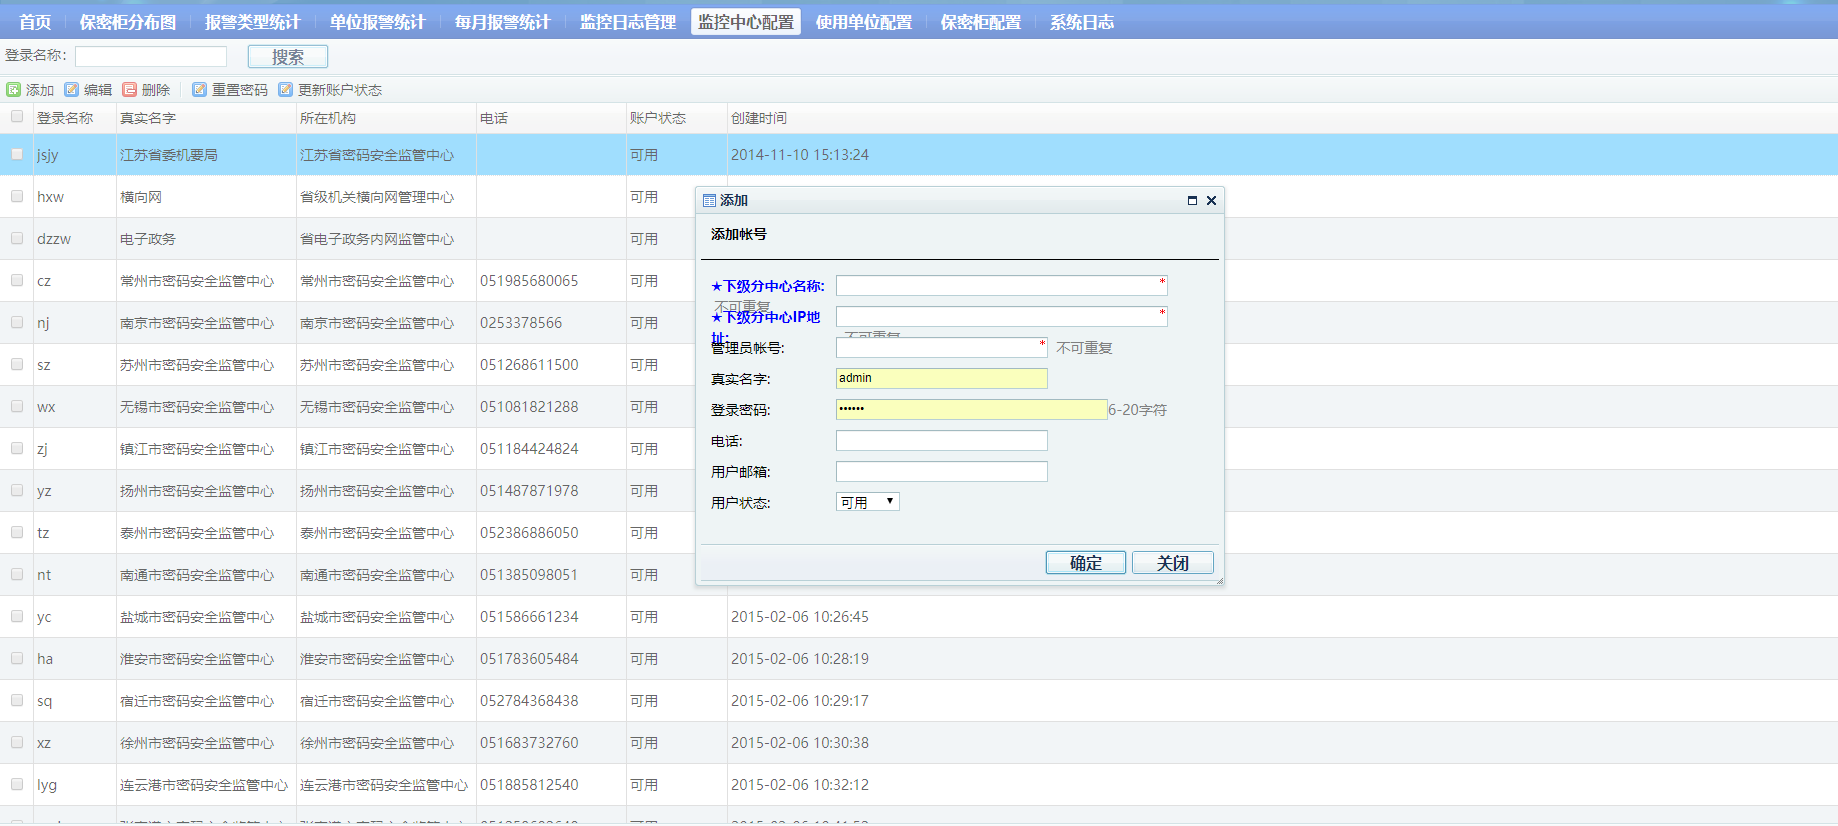 首页 保密柜分布图 报警类型统计 单位报警统计 每月报警统计 监控日志管理 监控中心配置 使用单位配置 保密柜配置 系统日志
登录名称: 搜索
添加 编辑 删除 重置密码 更新账户状态
登录名称 真实名字 所在机构 电话 账户状态 创建时间
jsjy 江苏省委机要局 江苏省密码安全监管中心 可用 2014-11-10 15:13:24
hxw 横向网 省级机关横向网管理中心 可用
dzzw 电子政务 省电子政务内网监管中心 可用
cz 常州市密码安全监管中心 常州市密码安全监管中心 051985680065 可用
nj 南京市密码安全监管中心 南京市密码安全监管中心 0253378566 可用
sz 苏州市密码安全监管中心 苏州市密码安全监管中心 051268611500 可用
wx 无锡市密码安全监管中心 无锡市密码安全监管中心 051081821288 可用
zj 镇江市密码安全监管中心 镇江市密码安全监管中心 051184424824 可用
yz 扬州市密码安全监管中心 扬州市密码安全监管中心 051487871978 可用
tz 泰州市密码安全监管中心 泰州市密码安全监管中心 052386886050 可用
nt 南通市密码安全监管中心 南通市密码安全监管中心 051385098051 可用
yc 盐城市密码安全监管中心 盐城市密码安全监管中心 051586661234 可用 2015-02-06 10:26:45
ha 淮安市密码安全监管中心 淮安市密码安全监管中心 051783605484 可用 2015-02-06 10:28:19
sq 宿迁市密码安全监管中心 宿迁市密码安全监管中心 052784368438 可用 2015-02-06 10:29:17
xz 徐州市密码安全监管中心 徐州市密码安全监管中心 051683732760 可用 2015-02-06 10:30:38
lyg 连云港市密码安全监管中心 连云港市密码安全监管中心 051885812540 可用 2015-02-06 10:32:12
添加
添加帐号
★下级分中心名称: *
不可重复
★下级分中心IP地 *
址: 不可重复
管理员帐号: * 不可重复
真实名字: admin
登录密码: •••••• 6-20字符
电话:
用户邮箱:
用户状态: 可用
确定 关闭